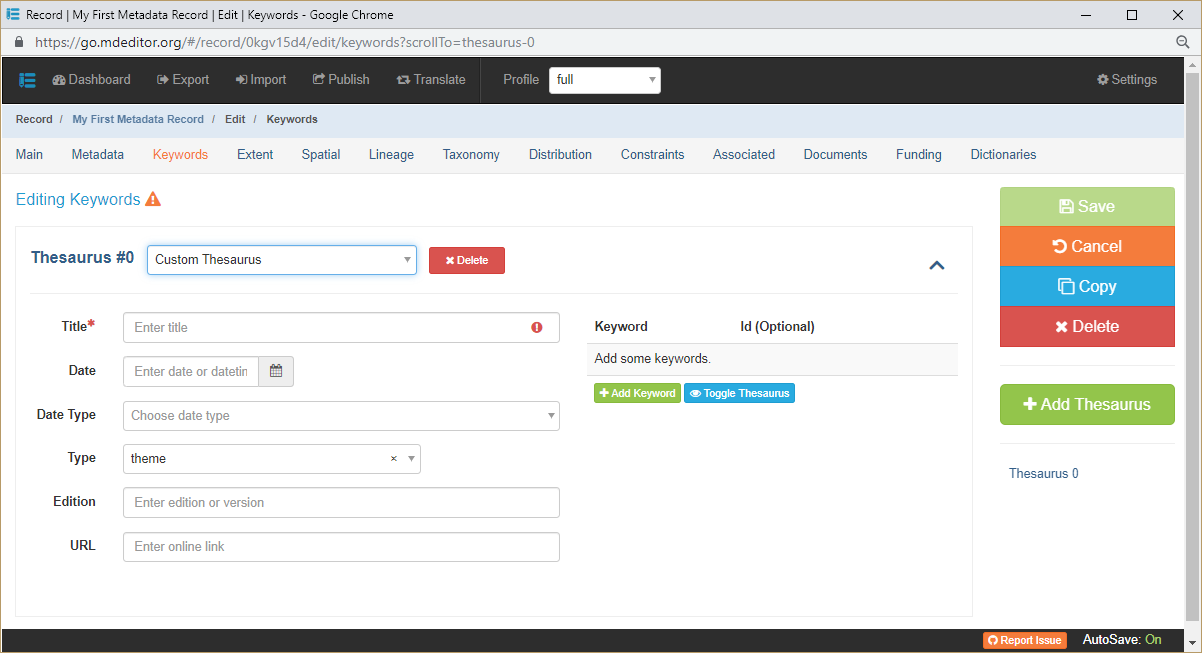 Record | My First Metadata Record | Edit | Keywords - Google Chrome
https://go.mdeditor.org/#/record/0kgv15d4/edit/keywords?scrollTo=thesaurus-0
Dashboard Export Import Publish Translate Profile full Settings
Record / My First Metadata Record / Edit / Keywords
Main Metadata Keywords Extent Spatial Lineage Taxonomy Distribution Constraints Associated Documents Funding Dictionaries
Editing Keywords
Thesaurus #0 Custom Thesaurus × Delete
Title* Enter title
Date Enter date or datetin
Date Type Choose date type
Type theme ×
Edition Enter edition or version
URL Enter online link
Keyword Id (Optional)
Add some keywords.
+ Add Keyword Toggle Thesaurus
Save
Cancel
Copy
× Delete
+ Add Thesaurus
Thesaurus 0
Report Issue AutoSave: On